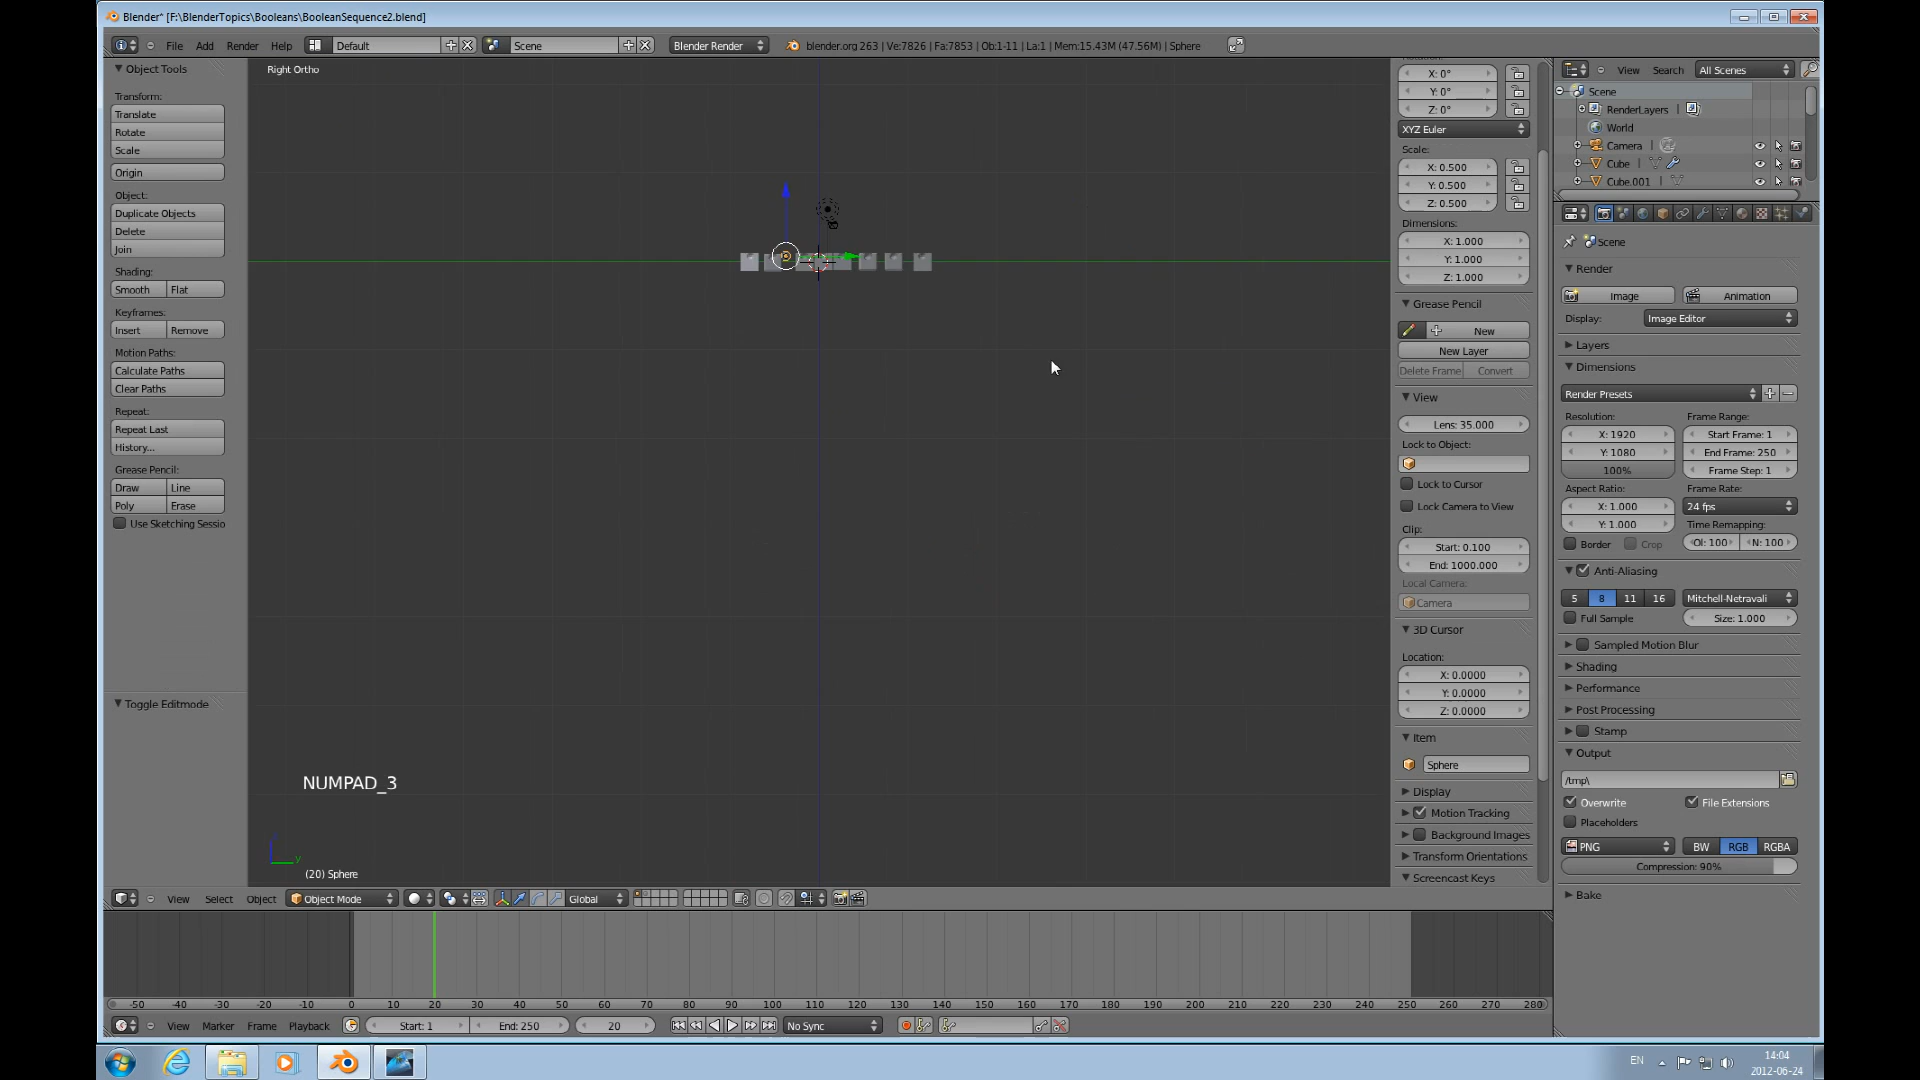 Blender* [F:\BlenderTopics\Booleans\BooleanSequence2.blend]
File Add Render Help Default Scene Blender Render blender.org 263 | Ve:7826 | Fa:7853 | Ob:1-11 | La:1 | Mem:15.43M (47.56M) | Sphere
Object Tools
Transform:
Translate
Rotate
Scale
Origin
Object:
Duplicate Objects
Delete
Join
Shading:
Smooth Flat
Keyframes:
Insert Remove
Motion Paths:
Calculate Paths
Clear Paths
Repeat:
Repeat Last
History...
Grease Pencil:
Draw Line
Poly Erase
Use Sketching Sessio
Toggle Editmode
Right Ortho
NUMPAD_3
y
(20) Sphere
X: 0°
Y: 0°
Z: 0°
XYZ Euler
Scale:
X: 0.500
Y: 0.500
Z: 0.500
Dimensions:
X: 1.000
Y: 1.000
Z: 1.000
Grease Pencil
New
New Layer
Delete Frame Convert
View
Lens: 35.000
Lock to Object:
Lock to Cursor
Lock Camera to View
Clip:
Start: 0.100
End: 1000.000
Local Camera:
Camera
3D Cursor
Location:
X: 0.0000
Y: 0.0000
Z: 0.0000
Item
Sphere
Display
Motion Tracking
Background Images
Transform Orientations
Screencast Keys
View Search All Scenes
Scene
RenderLayers |
World
Camera |
Cube |
Cube.001 |
Scene
Render
Image Animation
Display: Image Editor
Layers
Dimensions
Render Presets
Resolution: Frame Range:
X: 1920 Start Frame: 1
Y: 1080 End Frame: 250
100% Frame Step: 1
Aspect Ratio: Frame Rate:
X: 1.000 24 fps
Y: 1.000 Time Remapping:
Border Crop Ol: 100 N: 100
Anti-Aliasing
5 8 11 16 Mitchell-Netravali
Full Sample Size: 1.000
Sampled Motion Blur
Shading
Performance
Post Processing
Stamp
Output
/tmp\
Overwrite File Extensions
Placeholders
PNG BW RGB RGBA
Compression: 90%
Bake
View Select Object Object Mode Global
-50 -40 -30 -20 -10 0 10 20 30 40 50 60 70 80 90 100 110 120 130 140 150 160 170 180 190 200 210 220 230 240 250 260 270 280
View Marker Frame Playback Start: 1 End: 250 20 No Sync
EN 14:04
2012-06-24